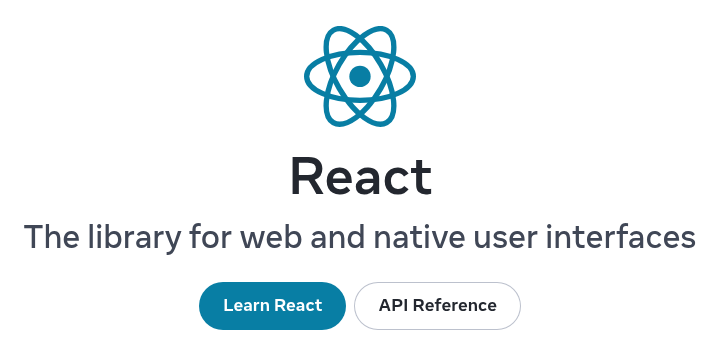 React
The library for web and native user interfaces
Learn React
API Reference